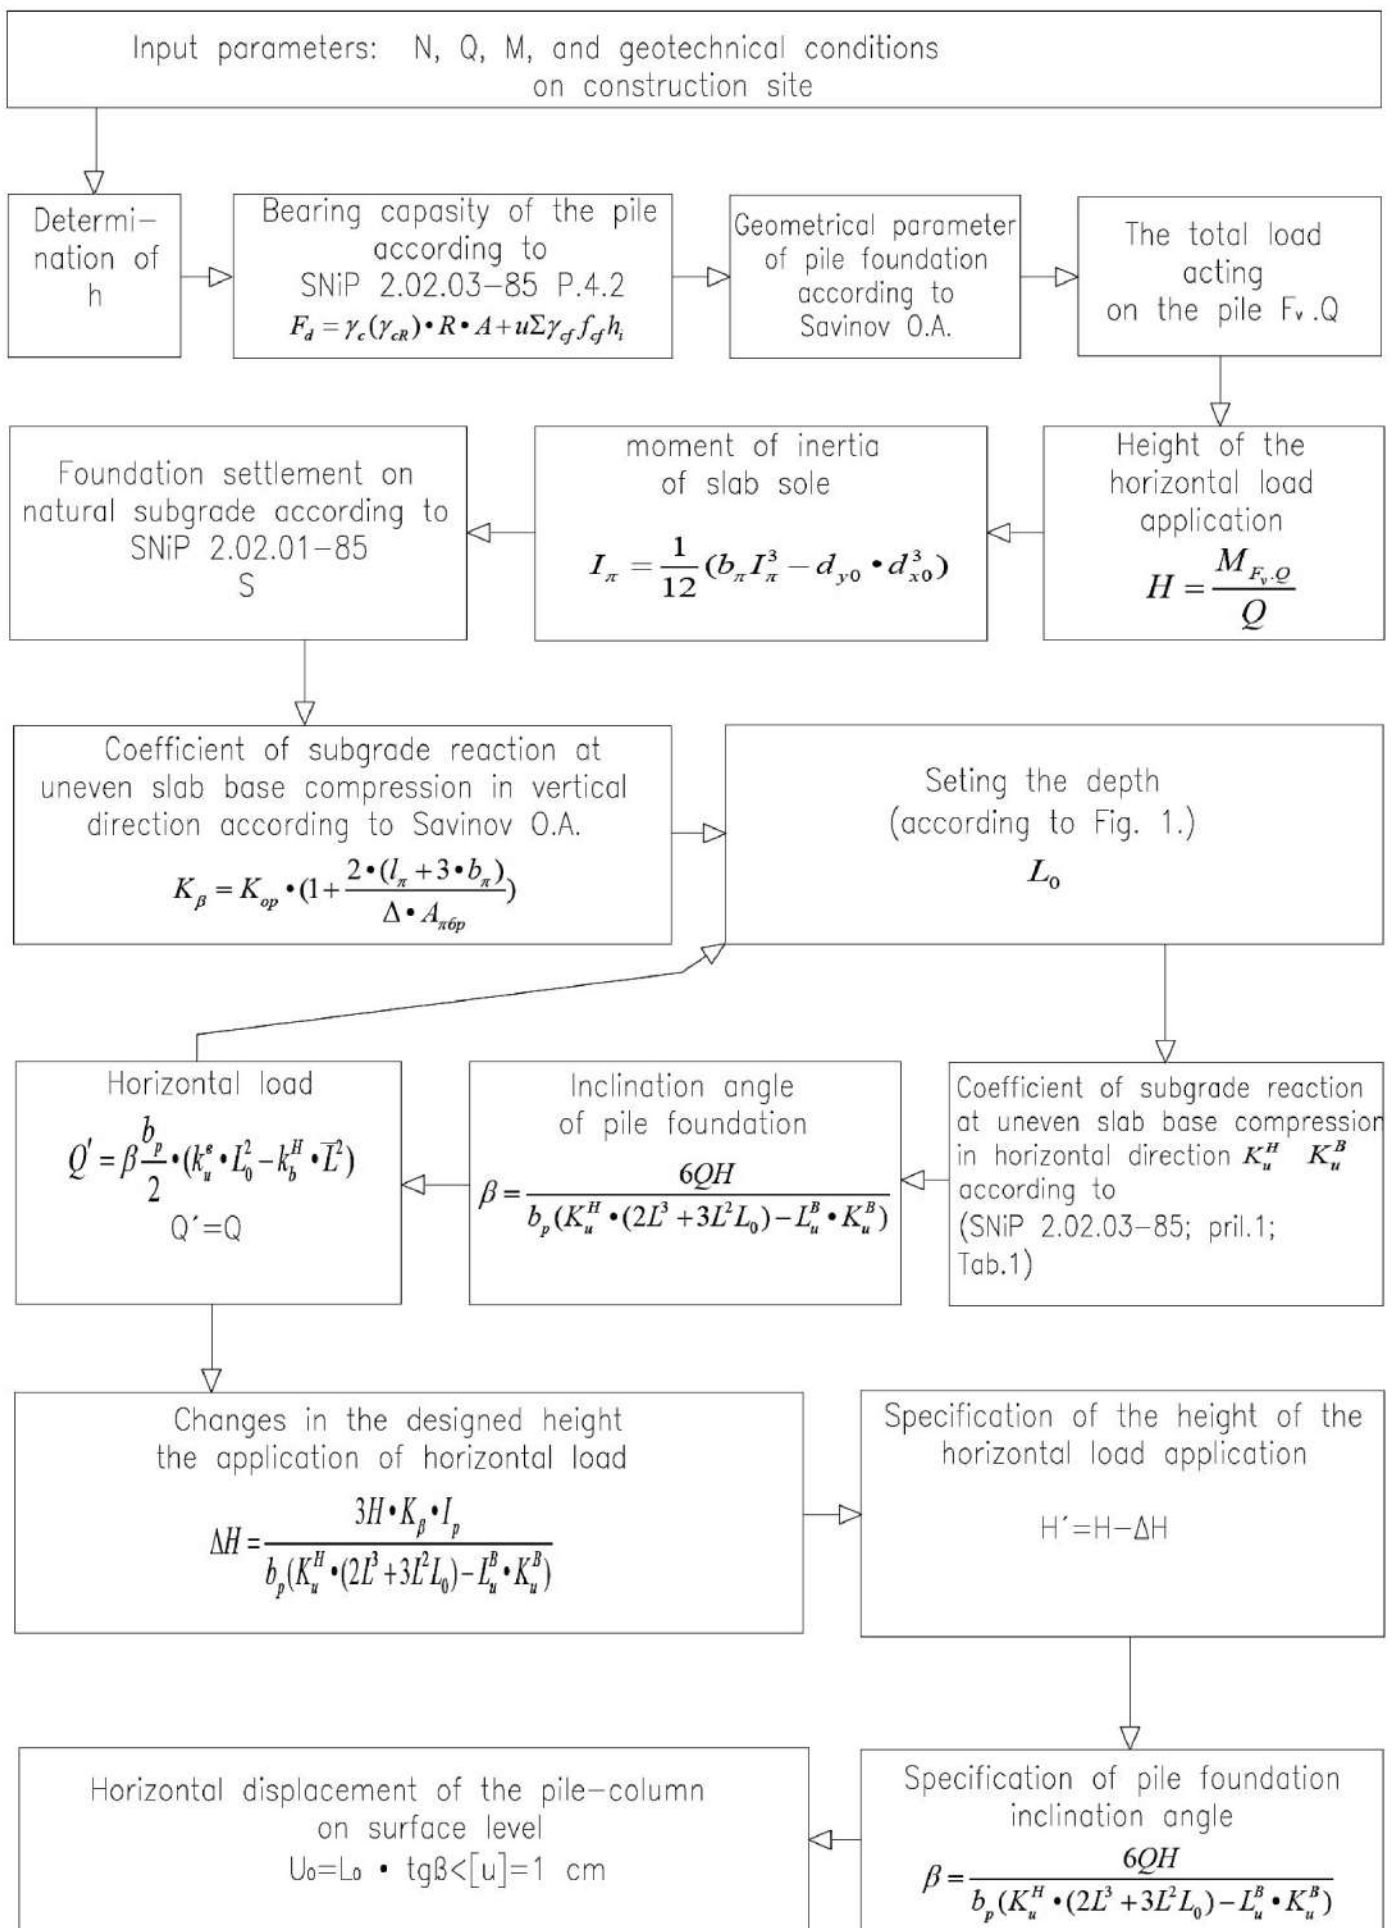 Input parameters: N, Q, M, and geotechnical conditions
on construction site
Determi-
nation of
h
Bearing capasity of the pile
according to
SNiP 2.02.03-85 P.4.2
F_d = γ_c(γ_cR)•R•A+uΣγ_cf f_cf h_i
Geometrical parameter
of pile foundation
according to
Savinov O.A.
The total load
acting
on the pile Fᵥ.Q
Height of the
horizontal load
application
H = M_{F_v.Q} / Q
moment of inertia
of slab sole
I_π = 1/12 (b_π I_π^3 − d_y0 • d_x0^3)
Foundation settlement on
natural subgrade according to
SNiP 2.02.01-85
S
Coefficient of subgrade reaction at
uneven slab base compression in vertical
direction according to Savinov O.A.
K_β = K_op •(1+ 2•(l_π+3•b_π) / Δ•A_πбр)
Seting the depth
(according to Fig. 1.)
L₀
Coefficient of subgrade reaction
at uneven slab base compression
in horizontal direction K_u^H K_u^B
according to
(SNiP 2.02.03-85; pril.1;
Tab.1)
Inclination angle
of pile foundation
β = 6QH / b_p(K_u^H•(2L^3+3L^2L_0)−L_u^B•K_u^B)
Horizontal load
Q′ = β b_p/2 •(k_u^в•L_0^2−k_b^H•L̅^2)
Q´=Q
Changes in the designed height
the application of horizontal load
ΔH = 3H•K_β•I_p / b_p(K_u^H•(2L^3+3L^2L_0)−L_u^B•K_u^B)
Specification of the height of the
horizontal load application
H´=H−ΔH
Specification of pile foundation
inclination angle
β = 6QH / b_p(K_u^H•(2L^3+3L^2L_0)−L_u^B•K_u^B)
Horizontal displacement of the pile-column
on surface level
U₀=L₀ • tgβ<[u]=1 cm